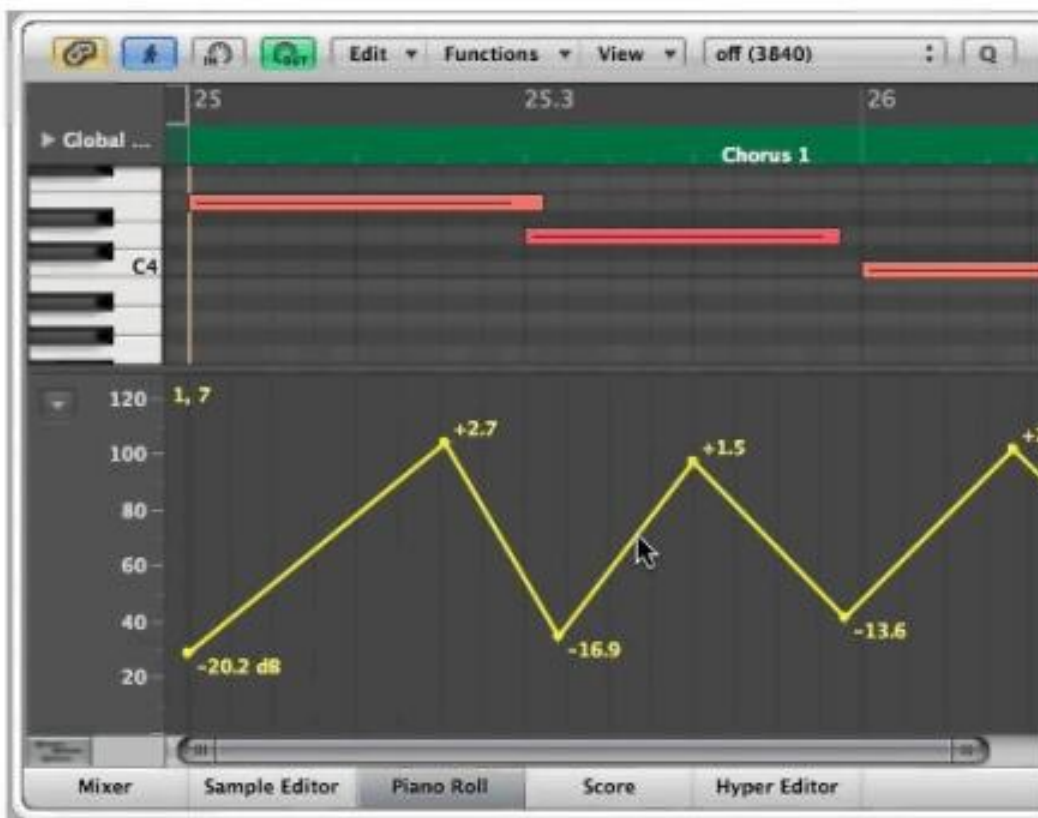 IN OUT Edit Functions View off (3840) Q
25 25.3 26
Global ...
Chorus 1
C4
120 1, 7
+2.7
100 +1.5
80
60
40
-13.6
-16.9
-20.2 dB
20
Mixer Sample Editor Piano Roll Score Hyper Editor